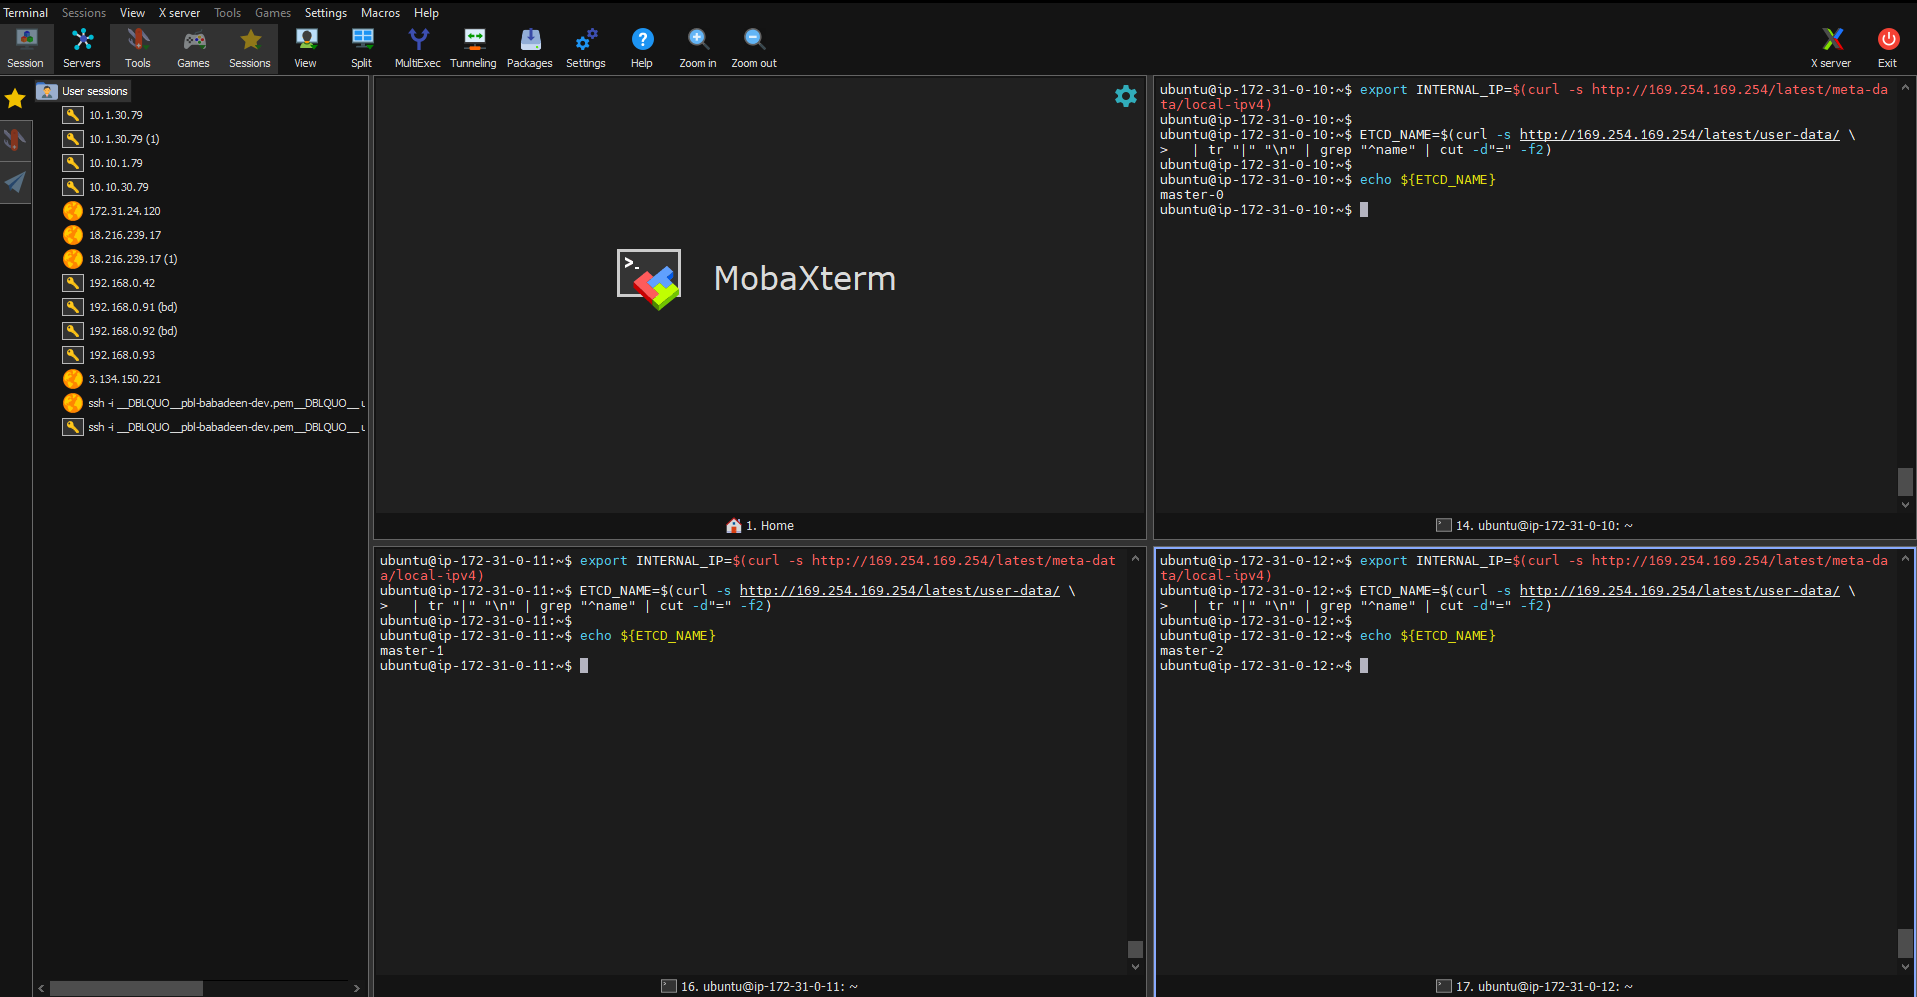 Terminal Sessions View X server Tools Games Settings Macros Help
Session Servers Tools Games Sessions View Split MultiExec Tunneling Packages Settings Help Zoom in Zoom out X server Exit
User sessions
10.1.30.79
10.1.30.79 (1)
10.10.1.79
10.10.30.79
172.31.24.120
18.216.239.17
18.216.239.17 (1)
192.168.0.42
192.168.0.91 (bd)
192.168.0.92 (bd)
192.168.0.93
3.134.150.221
ssh -i __DBLQUO__pbl-babadeen-dev.pem__DBLQUO__ u
ssh -i __DBLQUO__pbl-babadeen-dev.pem__DBLQUO__ u
>_
MobaXterm
1. Home
ubuntu@ip-172-31-0-10:~$ export INTERNAL_IP=$(curl -s http://169.254.169.254/latest/meta-da
ta/local-ipv4)
ubuntu@ip-172-31-0-10:~$
ubuntu@ip-172-31-0-10:~$ ETCD_NAME=$(curl -s http://169.254.169.254/latest/user-data/ \
>   | tr "|" "\n" | grep "^name" | cut -d"=" -f2)
ubuntu@ip-172-31-0-10:~$
ubuntu@ip-172-31-0-10:~$ echo ${ETCD_NAME}
master-0
ubuntu@ip-172-31-0-10:~$
14. ubuntu@ip-172-31-0-10: ~
ubuntu@ip-172-31-0-11:~$ export INTERNAL_IP=$(curl -s http://169.254.169.254/latest/meta-dat
a/local-ipv4)
ubuntu@ip-172-31-0-11:~$ ETCD_NAME=$(curl -s http://169.254.169.254/latest/user-data/ \
>   | tr "|" "\n" | grep "^name" | cut -d"=" -f2)
ubuntu@ip-172-31-0-11:~$
ubuntu@ip-172-31-0-11:~$ echo ${ETCD_NAME}
master-1
ubuntu@ip-172-31-0-11:~$
16. ubuntu@ip-172-31-0-11: ~
ubuntu@ip-172-31-0-12:~$ export INTERNAL_IP=$(curl -s http://169.254.169.254/latest/meta-da
ta/local-ipv4)
ubuntu@ip-172-31-0-12:~$ ETCD_NAME=$(curl -s http://169.254.169.254/latest/user-data/ \
>   | tr "|" "\n" | grep "^name" | cut -d"=" -f2)
ubuntu@ip-172-31-0-12:~$
ubuntu@ip-172-31-0-12:~$ echo ${ETCD_NAME}
master-2
ubuntu@ip-172-31-0-12:~$
17. ubuntu@ip-172-31-0-12: ~